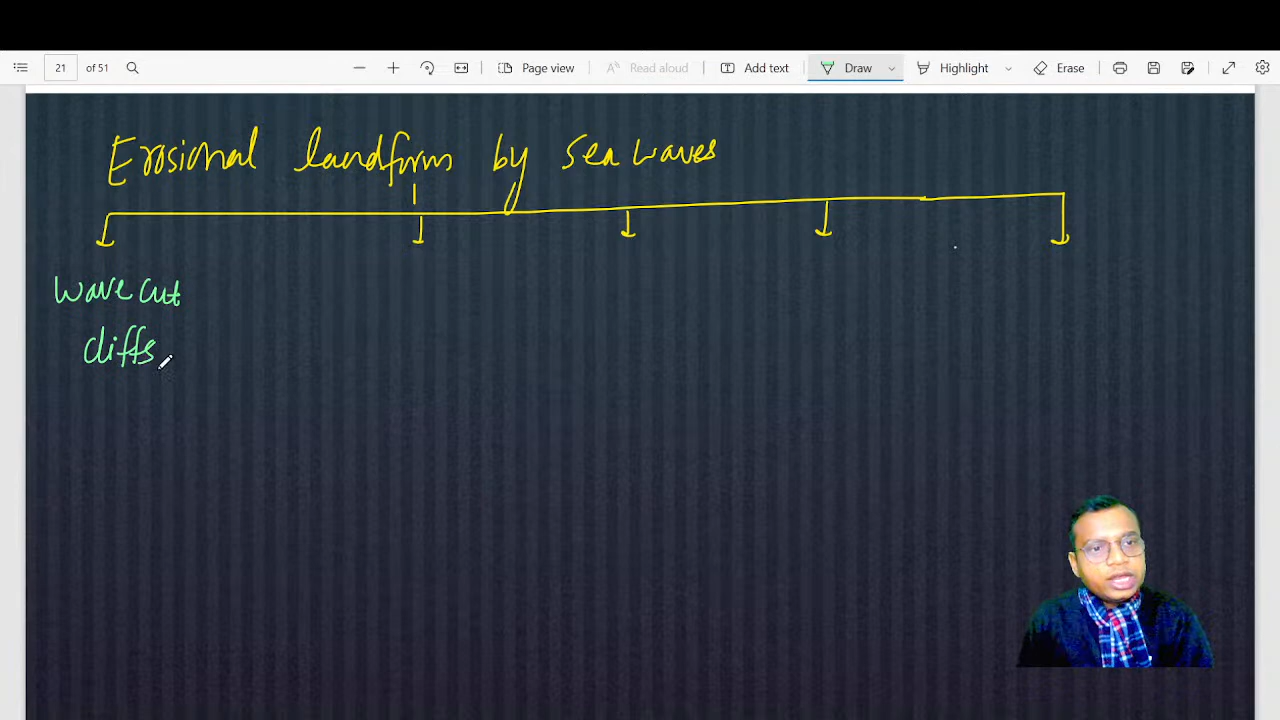 21 of 51 Page view Read aloud Add text Draw Highlight Erase
Erosional landform by sea waves
wave cut
cliffs